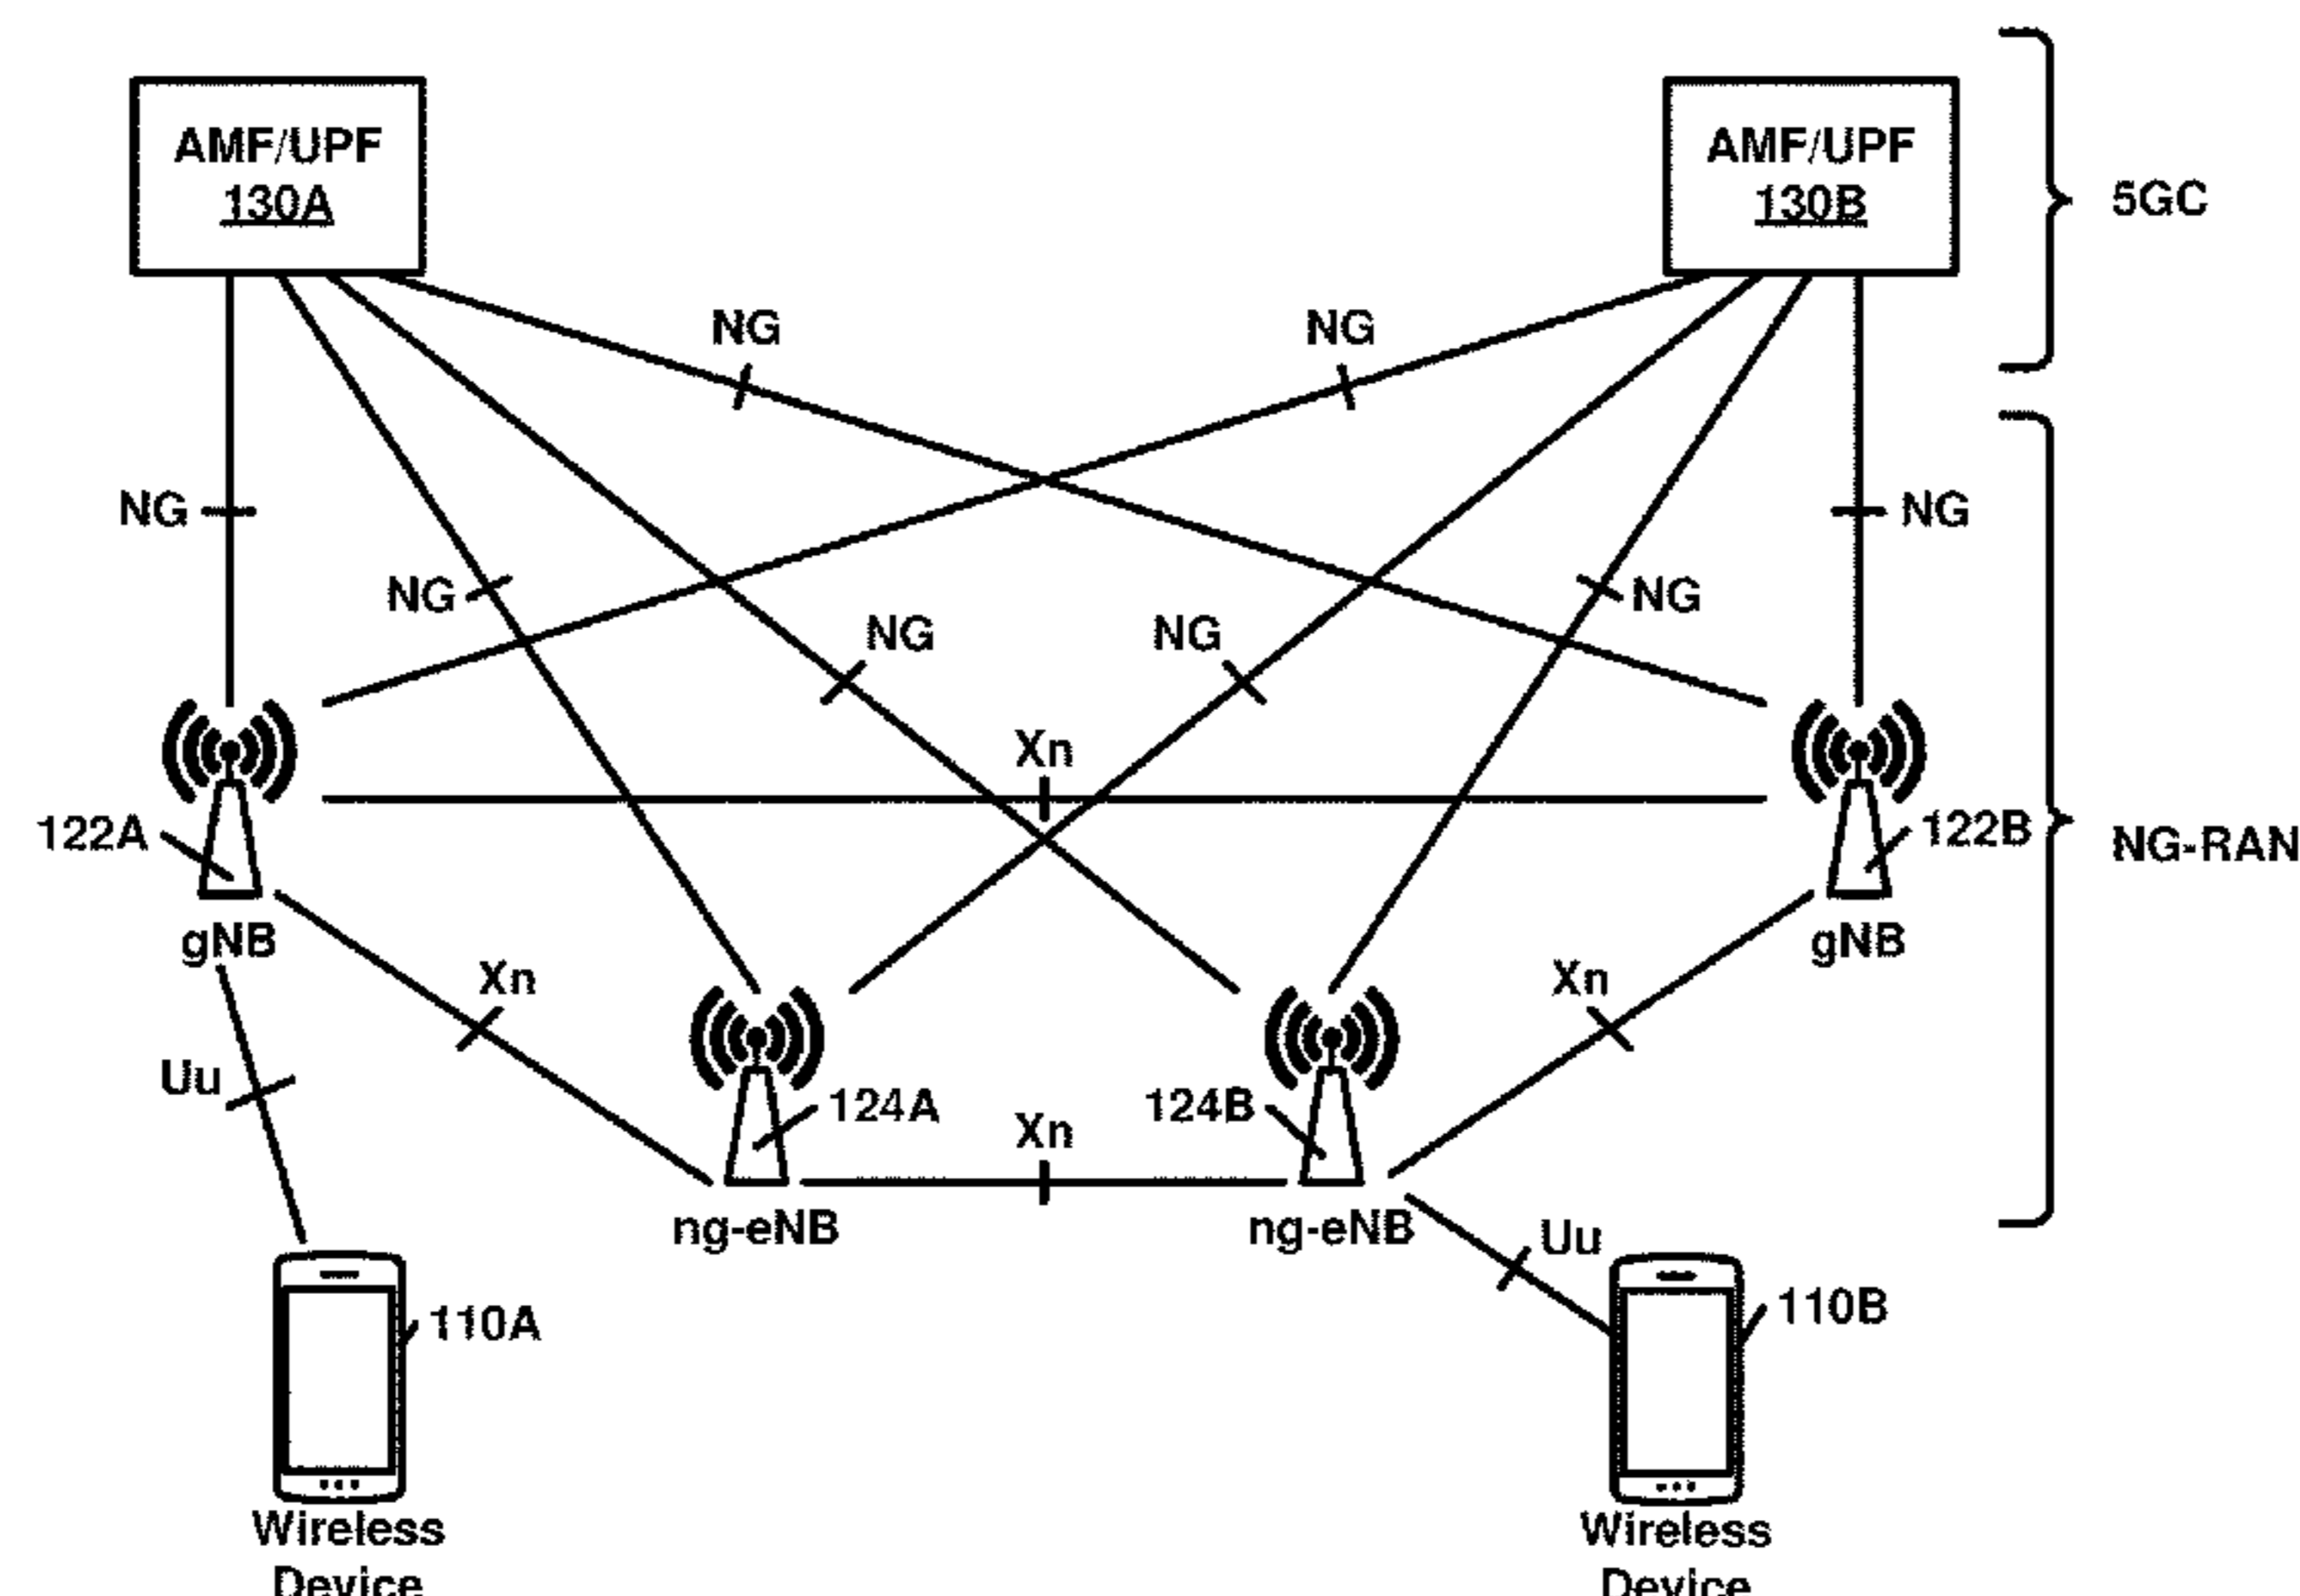 AMF/UPF
130A
AMF/UPF
130B
5GC
NG
NG
NG
NG
NG
NG
NG
NG
Xn
122A
122B
NG-RAN
gNB
gNB
Xn
Xn
Uu
124A
124B
Xn
ng-eNB
ng-eNB
Uu
110A
110B
Wireless
Device
Wireless
Device